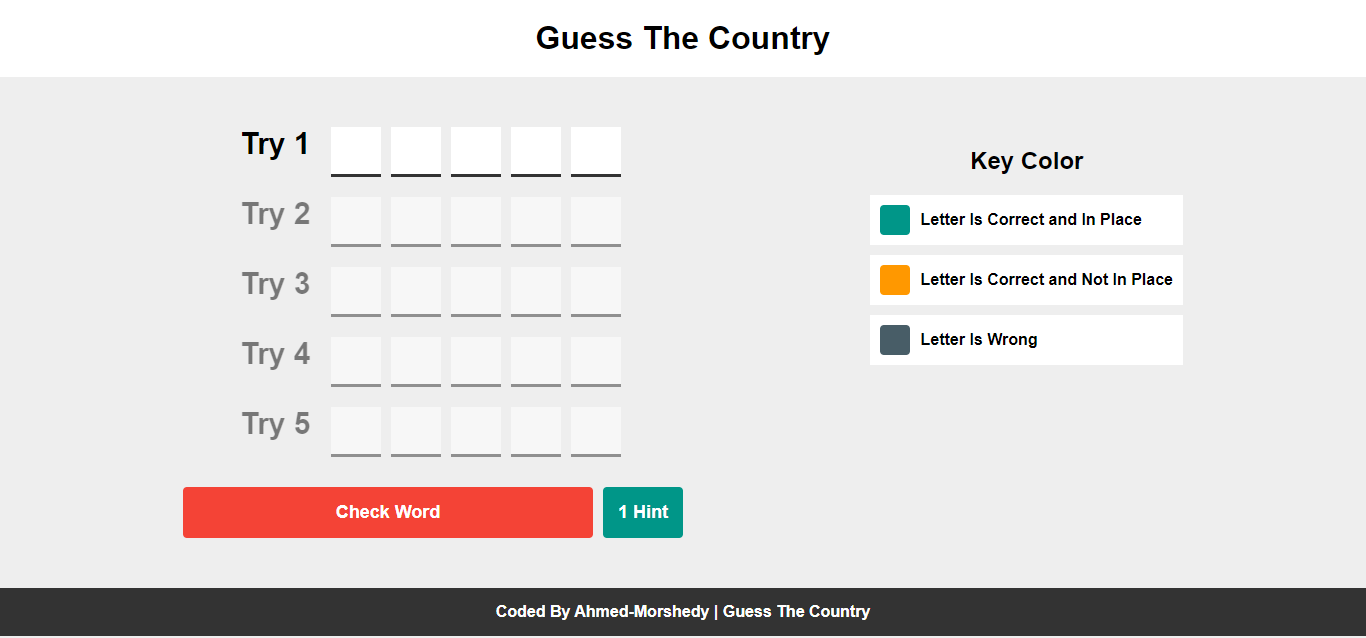 Guess The Country
Try 1
Try 2
Try 3
Try 4
Try 5
Check Word
1 Hint
Key Color
Letter Is Correct and In Place
Letter Is Correct and Not In Place
Letter Is Wrong
Coded By Ahmed-Morshedy | Guess The Country